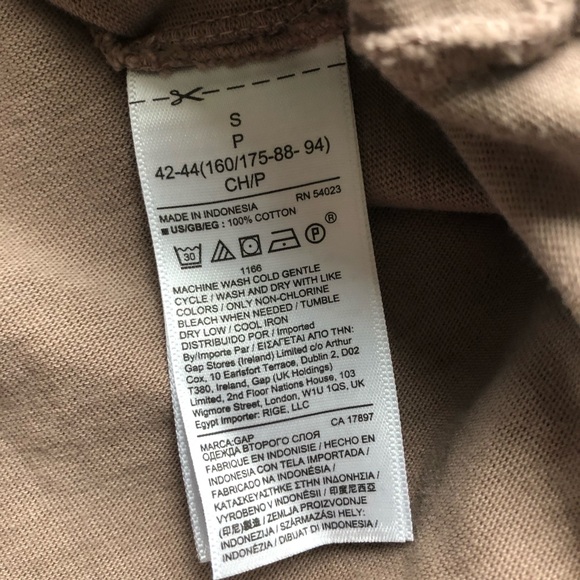 S
P
42-44(160/175-88- 94)
CH/P
MADE IN INDONESIA RN 54023
■ US/GB/EG : 100% COTTON
30 P ®
1166
MACHINE WASH COLD GENTLE
CYCLE / WASH AND DRY WITH LIKE
COLORS / ONLY NON-CHLORINE
BLEACH WHEN NEEDED / TUMBLE
DRY LOW / COOL IRON
DISTRIBUIDO POR / Imported
By/Importe Par / ΕΙΣΑΓΕΤΑΙ ΑΠΟ ΤΗΝ:
Gap Stores (Ireland) Limited c/o Arthur
Cox, 10 Earlsfort Terrace, Dublin 2, D02
T380, Ireland, Gap (UK Holdings)
Limited, 2nd Floor Nations House, 103
Wigmore Street, London, W1U 1QS, UK
Egypt Importer: RIGE, LLC
MARCA:GAP CA 17897
ОДЕЖДА ВТОРОГО СЛОЯ
FABRIQUÉ EN INDONÉSIE / HECHO EN
INDONESIA CON TELA IMPORTADA /
FABRICADO NA INDONÉSIA /
ΚΑΤΑΣΚΕΥΑΣΤΗΚΕ ΣΤΗΝ ΙΝΔΟΝΗΣΙΑ /
VYROBENO V INDONÉSII / 印度尼西亚
(印尼)製造 / ZEMLJA PROIZVODNJE
INDONEZIJA / SZÁRMAZÁSI HELY:
INDONÉZIA / DIBUAT DI INDONESIA /